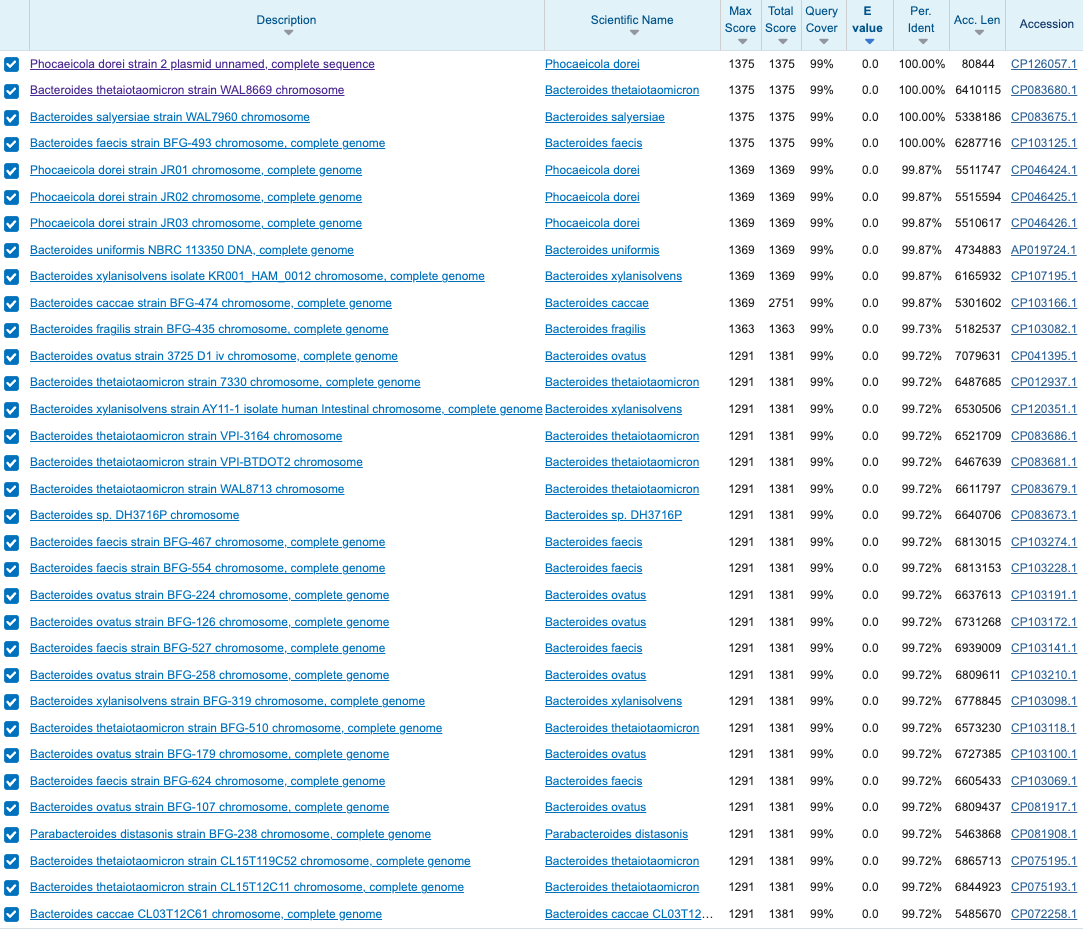 Description Scientific Name Max Score Total Score Query Cover E value Per. Ident Acc. Len Accession
Phocaeicola dorei strain 2 plasmid unnamed, complete sequence Phocaeicola dorei 1375 1375 99% 0.0 100.00% 80844 CP126057.1
Bacteroides thetaiotaomicron strain WAL8669 chromosome Bacteroides thetaiotaomicron 1375 1375 99% 0.0 100.00% 6410115 CP083680.1
Bacteroides salyersiae strain WAL7960 chromosome Bacteroides salyersiae 1375 1375 99% 0.0 100.00% 5338186 CP083675.1
Bacteroides faecis strain BFG-493 chromosome, complete genome Bacteroides faecis 1375 1375 99% 0.0 100.00% 6287716 CP103125.1
Phocaeicola dorei strain JR01 chromosome, complete genome Phocaeicola dorei 1369 1369 99% 0.0 99.87% 5511747 CP046424.1
Phocaeicola dorei strain JR02 chromosome, complete genome Phocaeicola dorei 1369 1369 99% 0.0 99.87% 5515594 CP046425.1
Phocaeicola dorei strain JR03 chromosome, complete genome Phocaeicola dorei 1369 1369 99% 0.0 99.87% 5510617 CP046426.1
Bacteroides uniformis NBRC 113350 DNA, complete genome Bacteroides uniformis 1369 1369 99% 0.0 99.87% 4734883 AP019724.1
Bacteroides xylanisolvens isolate KR001_HAM_0012 chromosome, complete genome Bacteroides xylanisolvens 1369 1369 99% 0.0 99.87% 6165932 CP107195.1
Bacteroides caccae strain BFG-474 chromosome, complete genome Bacteroides caccae 1369 2751 99% 0.0 99.87% 5301602 CP103166.1
Bacteroides fragilis strain BFG-435 chromosome, complete genome Bacteroides fragilis 1363 1363 99% 0.0 99.73% 5182537 CP103082.1
Bacteroides ovatus strain 3725 D1 iv chromosome, complete genome Bacteroides ovatus 1291 1381 99% 0.0 99.72% 7079631 CP041395.1
Bacteroides thetaiotaomicron strain 7330 chromosome, complete genome Bacteroides thetaiotaomicron 1291 1381 99% 0.0 99.72% 6487685 CP012937.1
Bacteroides xylanisolvens strain AY11-1 isolate human Intestinal chromosome, complete genome Bacteroides xylanisolvens 1291 1381 99% 0.0 99.72% 6530506 CP120351.1
Bacteroides thetaiotaomicron strain VPI-3164 chromosome Bacteroides thetaiotaomicron 1291 1381 99% 0.0 99.72% 6521709 CP083686.1
Bacteroides thetaiotaomicron strain VPI-BTDOT2 chromosome Bacteroides thetaiotaomicron 1291 1381 99% 0.0 99.72% 6467639 CP083681.1
Bacteroides thetaiotaomicron strain WAL8713 chromosome Bacteroides thetaiotaomicron 1291 1381 99% 0.0 99.72% 6611797 CP083679.1
Bacteroides sp. DH3716P chromosome Bacteroides sp. DH3716P 1291 1381 99% 0.0 99.72% 6640706 CP083673.1
Bacteroides faecis strain BFG-467 chromosome, complete genome Bacteroides faecis 1291 1381 99% 0.0 99.72% 6813015 CP103274.1
Bacteroides faecis strain BFG-554 chromosome, complete genome Bacteroides faecis 1291 1381 99% 0.0 99.72% 6813153 CP103228.1
Bacteroides ovatus strain BFG-224 chromosome, complete genome Bacteroides ovatus 1291 1381 99% 0.0 99.72% 6637613 CP103191.1
Bacteroides ovatus strain BFG-126 chromosome, complete genome Bacteroides ovatus 1291 1381 99% 0.0 99.72% 6731268 CP103172.1
Bacteroides faecis strain BFG-527 chromosome, complete genome Bacteroides faecis 1291 1381 99% 0.0 99.72% 6939009 CP103141.1
Bacteroides ovatus strain BFG-258 chromosome, complete genome Bacteroides ovatus 1291 1381 99% 0.0 99.72% 6809611 CP103210.1
Bacteroides xylanisolvens strain BFG-319 chromosome, complete genome Bacteroides xylanisolvens 1291 1381 99% 0.0 99.72% 6778845 CP103098.1
Bacteroides thetaiotaomicron strain BFG-510 chromosome, complete genome Bacteroides thetaiotaomicron 1291 1381 99% 0.0 99.72% 6573230 CP103118.1
Bacteroides ovatus strain BFG-179 chromosome, complete genome Bacteroides ovatus 1291 1381 99% 0.0 99.72% 6727385 CP103100.1
Bacteroides faecis strain BFG-624 chromosome, complete genome Bacteroides faecis 1291 1381 99% 0.0 99.72% 6605433 CP103069.1
Bacteroides ovatus strain BFG-107 chromosome, complete genome Bacteroides ovatus 1291 1381 99% 0.0 99.72% 6809437 CP081917.1
Parabacteroides distasonis strain BFG-238 chromosome, complete genome Parabacteroides distasonis 1291 1381 99% 0.0 99.72% 5463868 CP081908.1
Bacteroides thetaiotaomicron strain CL15T119C52 chromosome, complete genome Bacteroides thetaiotaomicron 1291 1381 99% 0.0 99.72% 6865713 CP075195.1
Bacteroides thetaiotaomicron strain CL15T12C11 chromosome, complete genome Bacteroides thetaiotaomicron 1291 1381 99% 0.0 99.72% 6844923 CP075193.1
Bacteroides caccae CL03T12C61 chromosome, complete genome Bacteroides caccae CL03T12... 1291 1381 99% 0.0 99.72% 5485670 CP072258.1